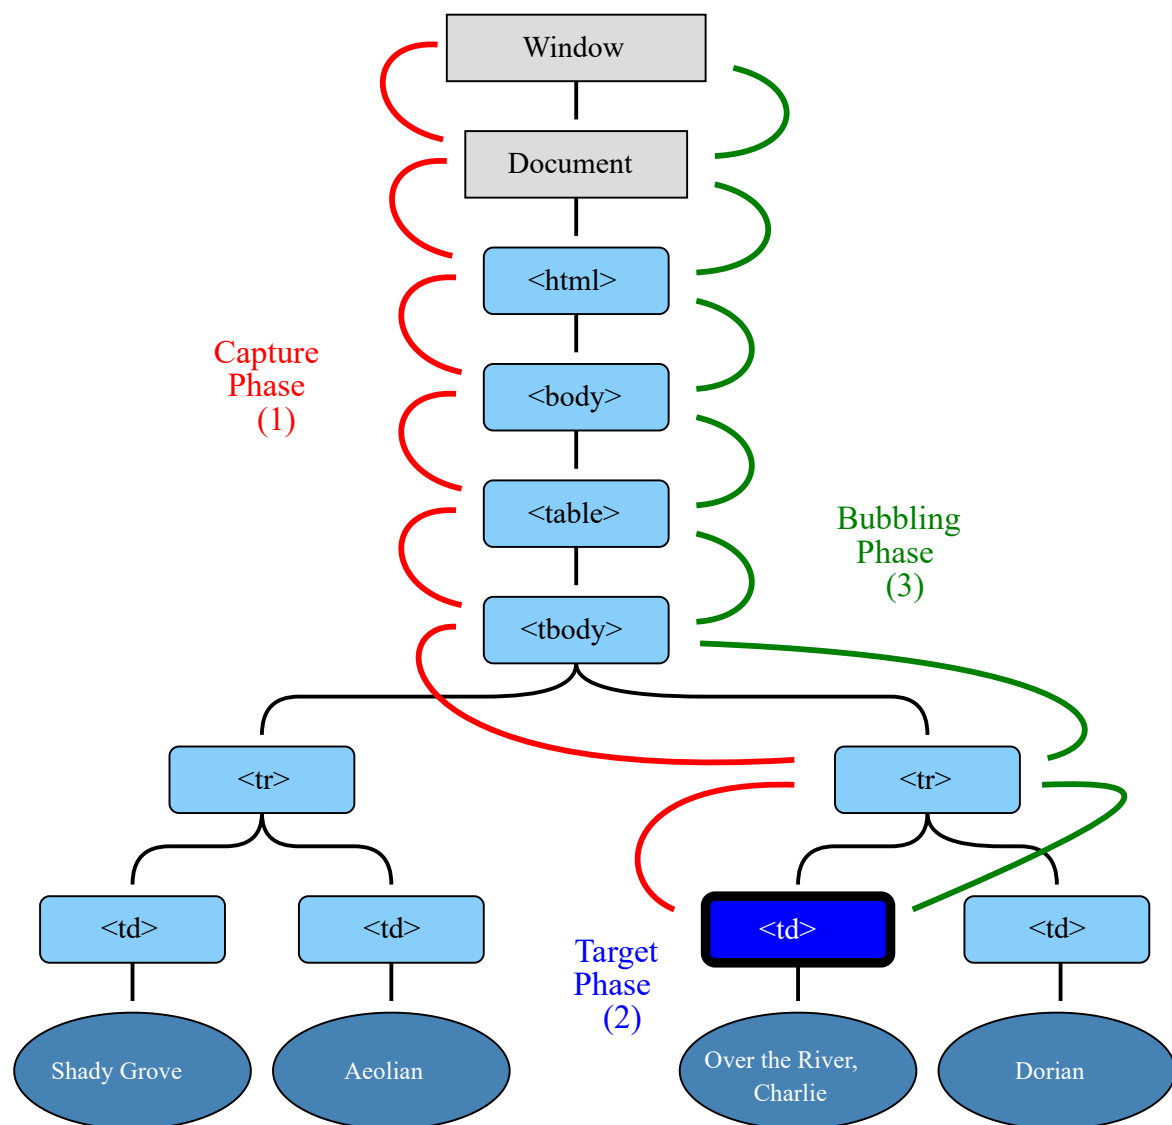 Window
Document
<html>
Capture
Phase
(1)
<body>
<table>
Bubbling
Phase
(3)
<tbody>
<tr>
<tr>
<td>
<td>
<td>
<td>
Target
Phase
(2)
Shady Grove
Aeolian
Over the River,
Charlie
Dorian